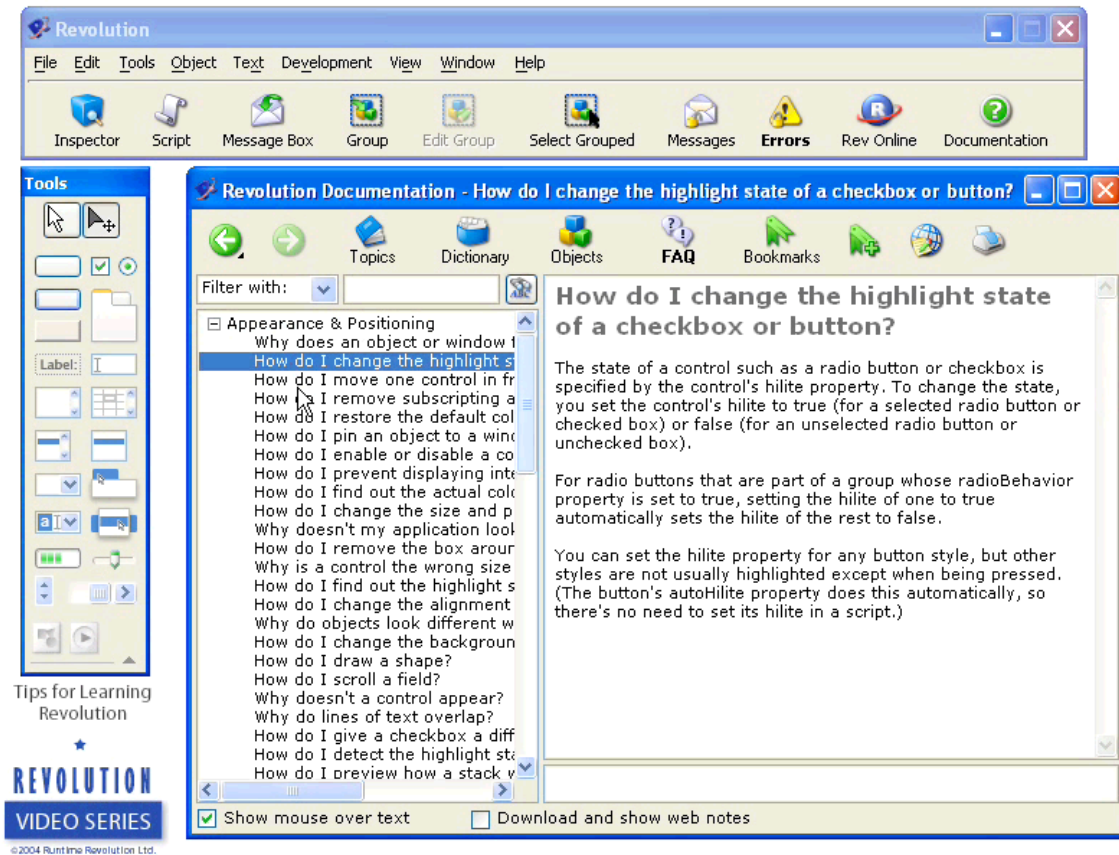 Revolution
File Edit Tools Object Text Development View Window Help
Inspector Script Message Box Group Edit Group Select Grouped Messages Errors Rev Online Documentation
Tools
Label:
Tips for Learning
Revolution
REVOLUTION
VIDEO SERIES
©2004 Runtime Revolution Ltd.
Revolution Documentation - How do I change the highlight state of a checkbox or button?
Topics Dictionary Objects FAQ Bookmarks
Filter with:
Appearance & Positioning
Why does an object or window
How do I change the highlight s
How do I move one control in fr
How do I remove subscripting a
How do I restore the default col
How do I pin an object to a wind
How do I enable or disable a co
How do I prevent displaying inte
How do I find out the actual colo
How do I change the size and p
Why doesn't my application look
How do I remove the box aroun
Why is a control the wrong size
How do I find out the highlight s
How do I change the alignment
Why do objects look different w
How do I change the backgroun
How do I draw a shape?
How do I scroll a field?
Why doesn't a control appear?
Why do lines of text overlap?
How do I give a checkbox a diff
How do I detect the highlight sta
How do I preview how a stack w
How do I change the highlight state
of a checkbox or button?
The state of a control such as a radio button or checkbox is
specified by the control's hilite property. To change the state,
you set the control's hilite to true (for a selected radio button or
checked box) or false (for an unselected radio button or
unchecked box).
For radio buttons that are part of a group whose radioBehavior
property is set to true, setting the hilite of one to true
automatically sets the hilite of the rest to false.
You can set the hilite property for any button style, but other
styles are not usually highlighted except when being pressed.
(The button's autoHilite property does this automatically, so
there's no need to set its hilite in a script.)
Show mouse over text Download and show web notes